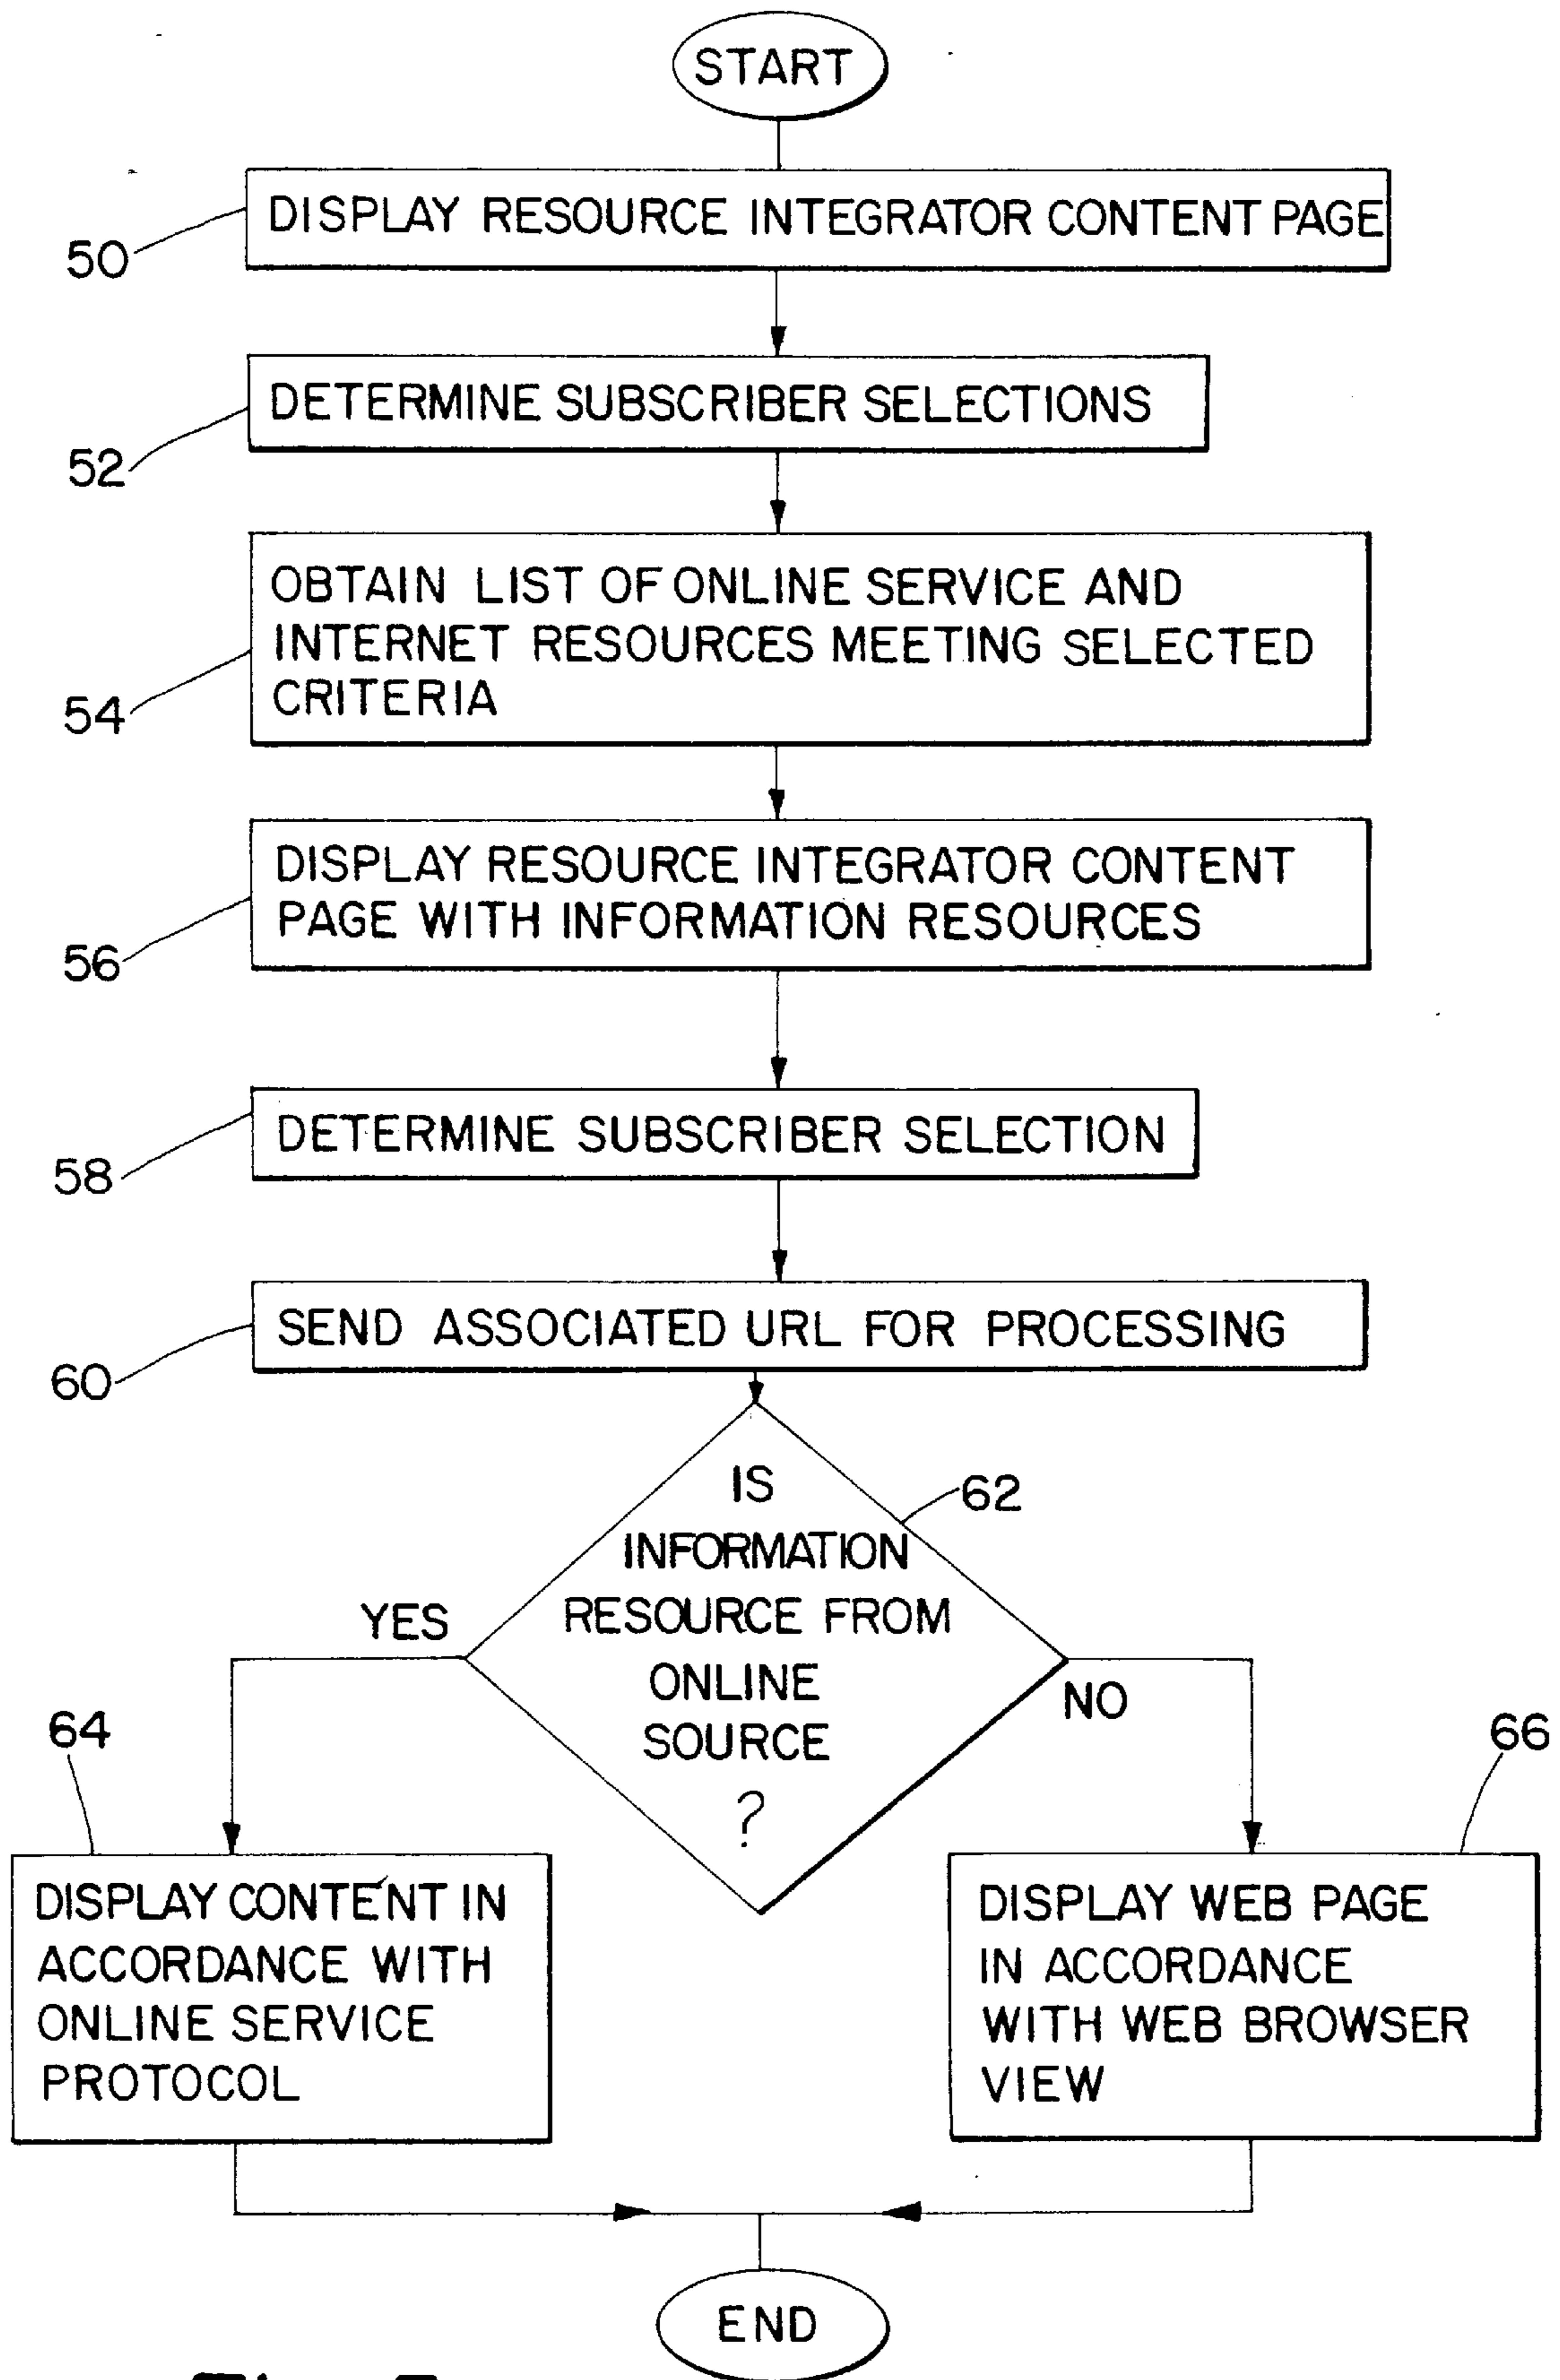 START
DISPLAY RESOURCE INTEGRATOR CONTENT PAGE
50
DETERMINE SUBSCRIBER SELECTIONS
52
OBTAIN LIST OF ONLINE SERVICE AND
INTERNET RESOURCES MEETING SELECTED
CRITERIA
54
DISPLAY RESOURCE INTEGRATOR CONTENT
PAGE WITH INFORMATION RESOURCES
56
DETERMINE SUBSCRIBER SELECTION
58
SEND ASSOCIATED URL FOR PROCESSING
60
IS
INFORMATION
RESOURCE FROM
ONLINE
SOURCE
?
62
YES
NO
64
66
DISPLAY CONTENT IN
ACCORDANCE WITH
ONLINE SERVICE
PROTOCOL
DISPLAY WEB PAGE
IN ACCORDANCE
WITH WEB BROWSER
VIEW
END